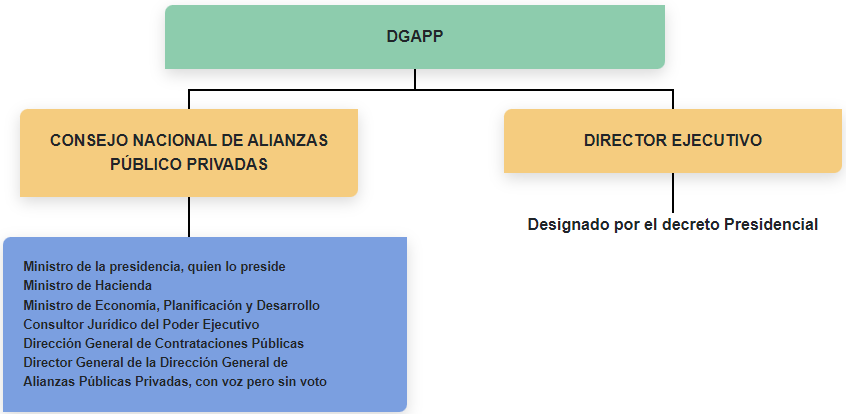 DGAPP
CONSEJO NACIONAL DE ALIANZAS
PÚBLICO PRIVADAS
DIRECTOR EJECUTIVO
Designado por el decreto Presidencial
Ministro de la presidencia, quien lo preside
Ministro de Hacienda
Ministro de Economía, Planificación y Desarrollo
Consultor Jurídico del Poder Ejecutivo
Dirección General de Contrataciones Públicas
Director General de la Dirección General de
Alianzas Públicas Privadas, con voz pero sin voto